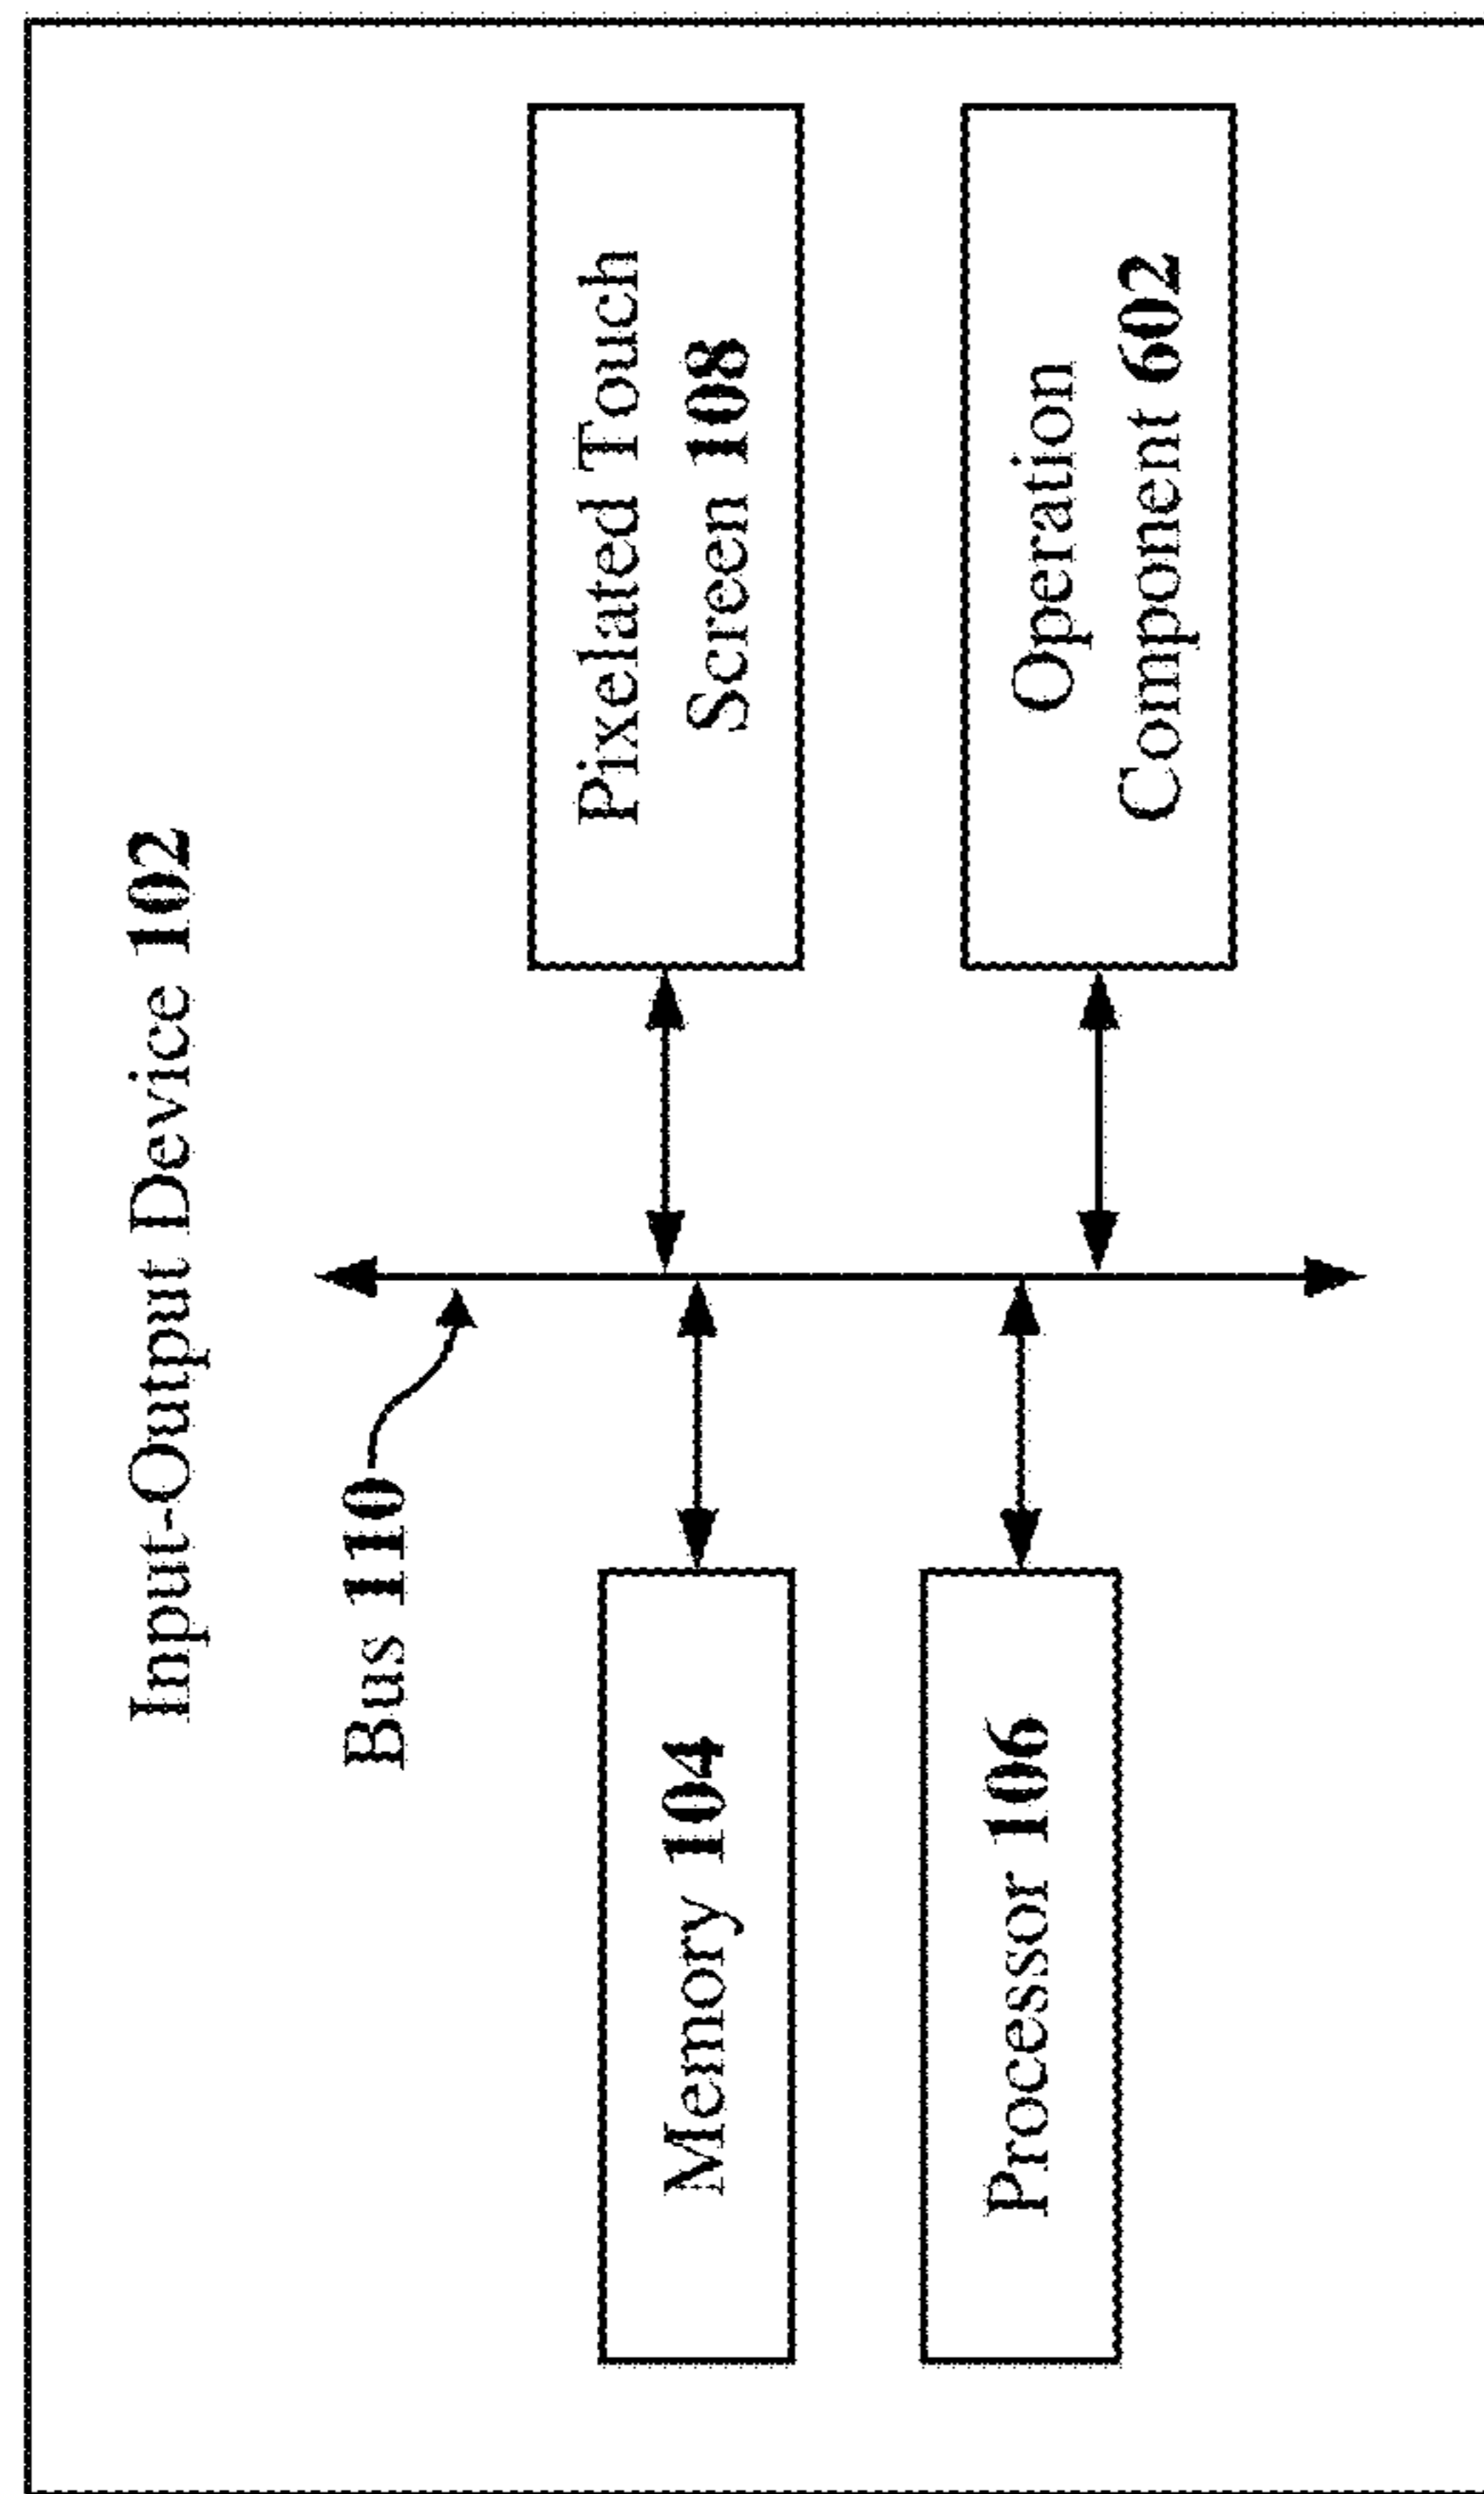 Input-Output Device 102
Bus 110
Memory 104
Pixelated Touch
Screen 108
Processor 106
Operation
Component 602